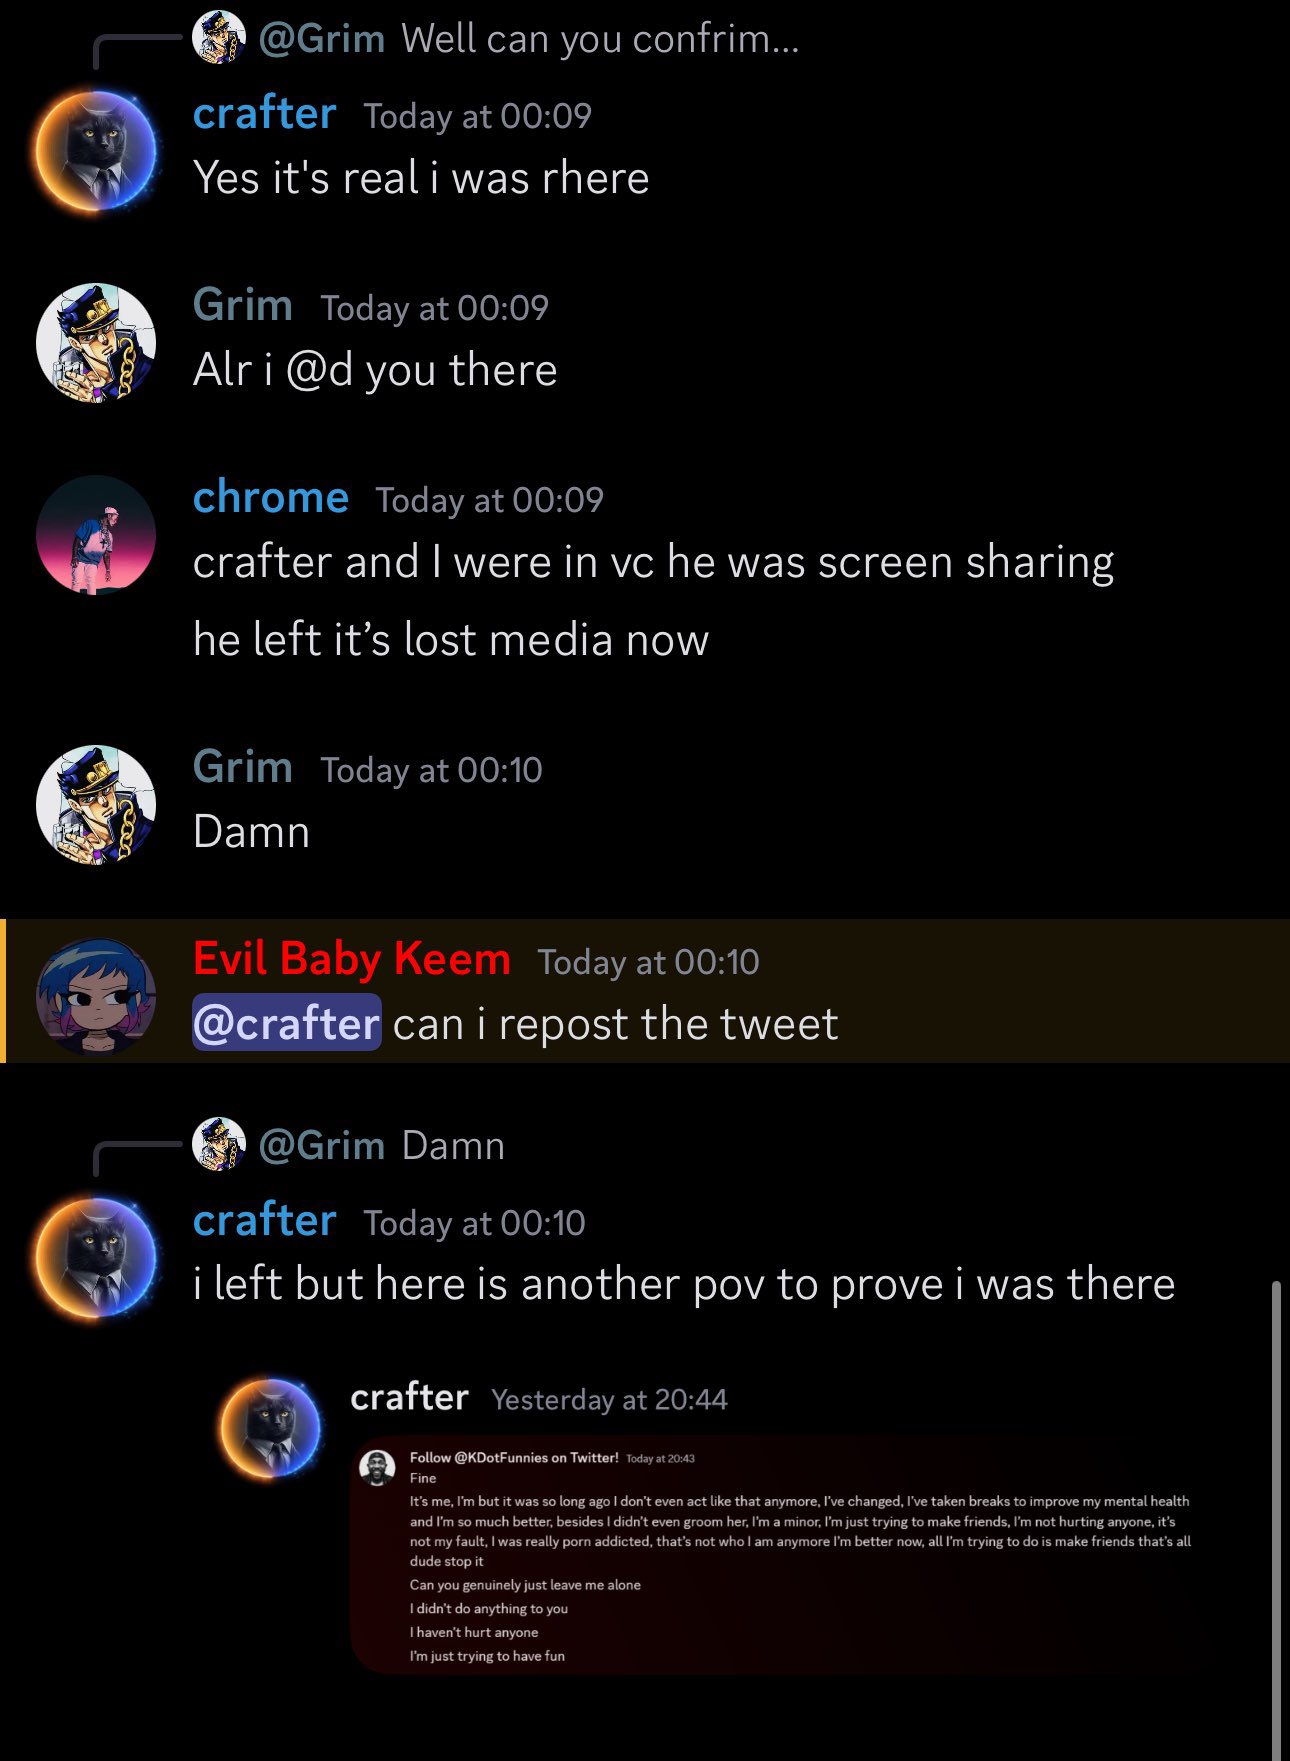 @Grim Well can you confrim...
crafter Today at 00:09
Yes it's real i was rhere
Grim Today at 00:09
Alr i @d you there
chrome Today at 00:09
crafter and I were in vc he was screen sharing
he left it’s lost media now
Grim Today at 00:10
Damn
Evil Baby Keem Today at 00:10
@crafter can i repost the tweet
@Grim Damn
crafter Today at 00:10
i left but here is another pov to prove i was there
crafter Yesterday at 20:44
Follow @KDotFunnies on Twitter! Today at 20:43
Fine
It's me, I'm but it was so long ago I don't even act like that anymore, I've changed, I've taken breaks to improve my mental health
and I'm so much better, besides I didn't even groom her, I'm a minor, I'm just trying to make friends, I'm not hurting anyone, it's
not my fault, I was really porn addicted, that's not who I am anymore I'm better now, all I'm trying to do is make friends that's all
dude stop it
Can you genuinely just leave me alone
I didn't do anything to you
I haven't hurt anyone
I'm just trying to have fun